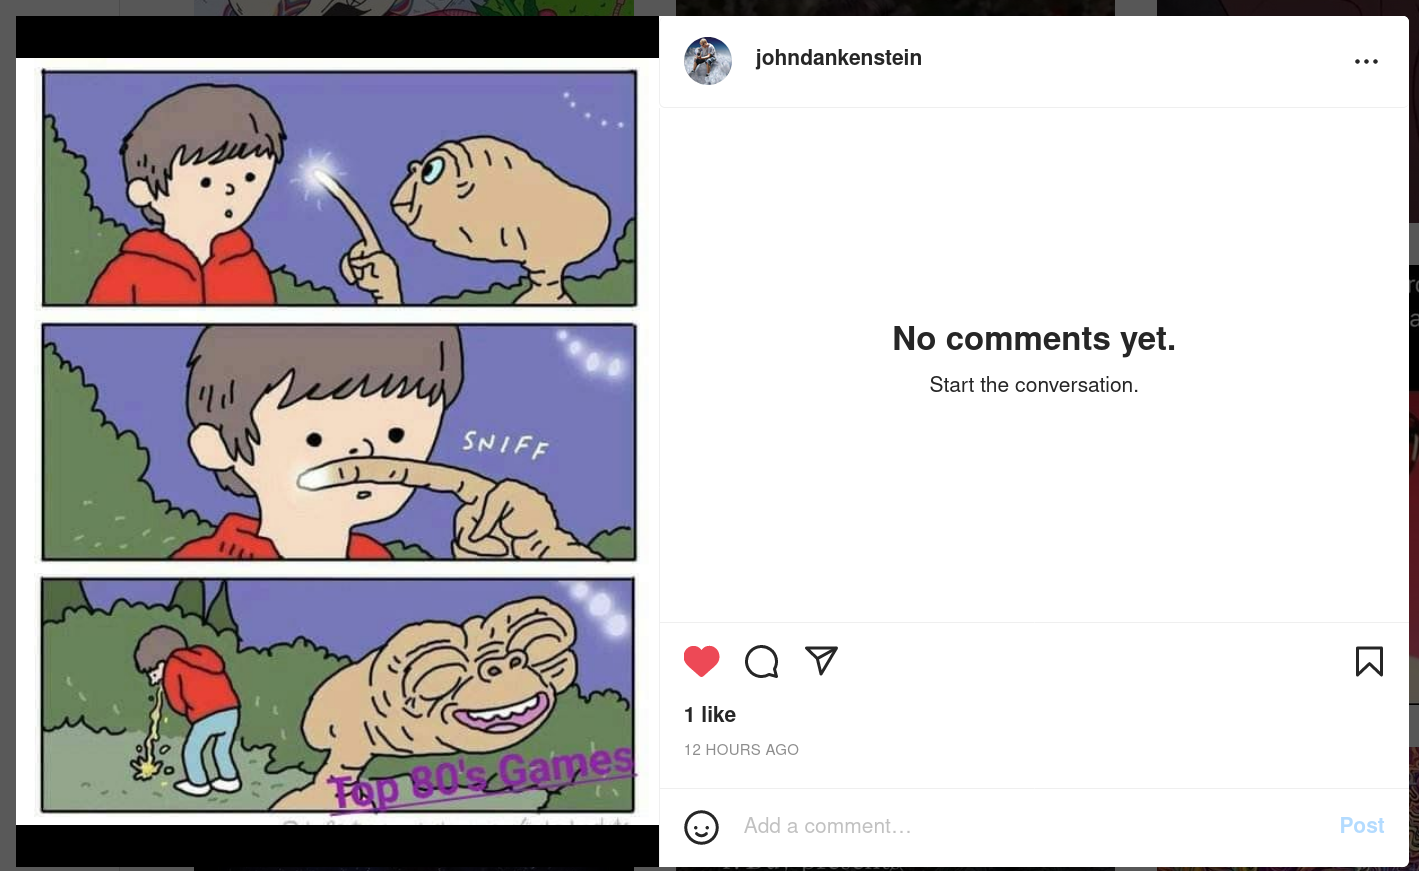 johndankenstein
SNIFF
Top 80's Games
No comments yet.
Start the conversation.
1 like
12 HOURS AGO
Add a comment...
Post